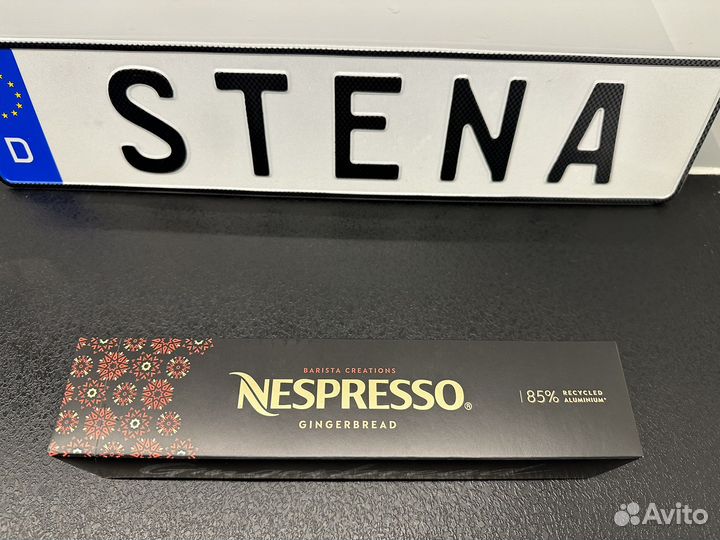 D
STENA
BARISTA CREATIONS
NESPRESSO®
GINGERBREAD
85% RECYCLED
ALUMINIUM*
Avito